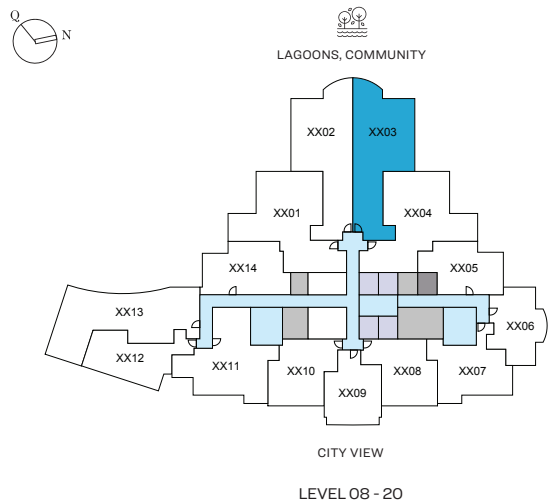 Q
N
LAGOONS, COMMUNITY
XX02
XX03
XX01
XX04
XX14
XX05
XX13
XX06
XX12
XX11
XX10
XX09
XX08
XX07
CITY VIEW
LEVEL 08 - 20